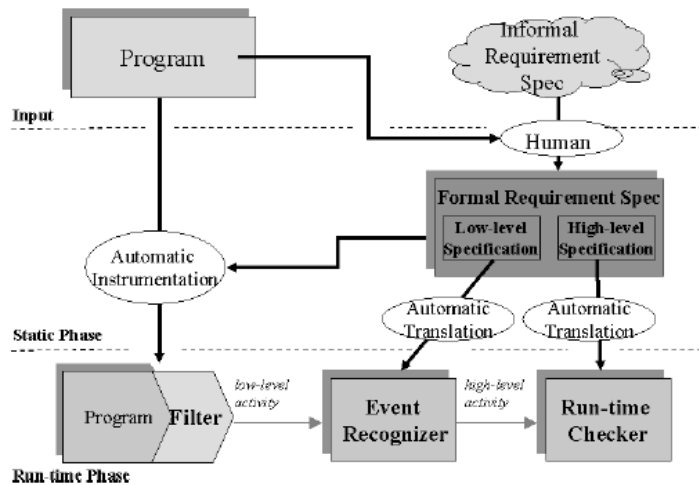 Program
Informal
Requirement
Spec
Input
Human
Formal Requirement Spec
Low-level
Specification
High-level
Specification
Automatic
Instrumentation
Automatic
Translation
Automatic
Translation
Static Phase
Program
Filter
low-level
activity
Event
Recognizer
high-level
activity
Run-time
Checker
Run-time Phase